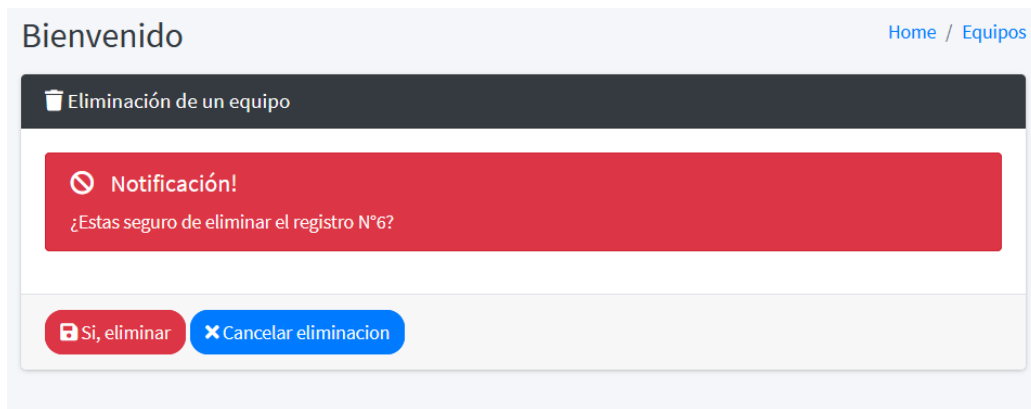 Bienvenido
Home / Equipos
Eliminación de un equipo
Notificación!
¿Estas seguro de eliminar el registro N°6?
Si, eliminar
Cancelar eliminacion